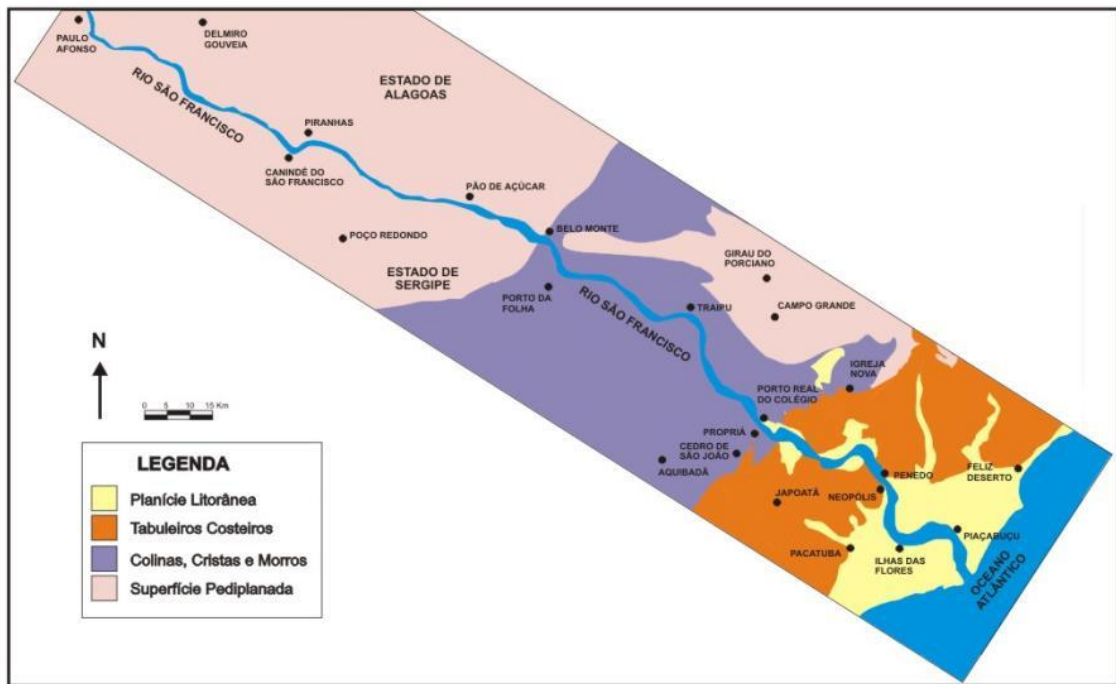 PAULO
AFONSO
DELMIRO
GOUVEIA
RIO SÃO FRANCISCO
ESTADO DE
ALAGOAS
PIRANHAS
CANINDÉ DO
SÃO FRANCISCO
PÃO DE AÇÚCAR
POÇO REDONDO
BELO MONTE
ESTADO DE
SERGIPE
GIRAU DO
PORCIANO
PORTO DA
FOLHA
RIO SÃO FRANCISCO
TRAIPU
CAMPO GRANDE
IGREJA
NOVA
PORTO REAL
DO COLÉGIO
PROPRIÁ
CEDRO DE
SÃO JOÃO
AQUIBADÃ
JAPOATÃ
NEOPÓLIS
PENEDO
FELIZ
DESERTO
PIAÇABUÇU
PACATUBA
ILHAS DAS
FLORES
OCEANO
ATLÂNTICO
N
10 5 0 5 10 15 Km
LEGENDA
Planície Litorânea
Tabuleiros Costeiros
Colinas, Cristas e Morros
Superfície Pediplanada